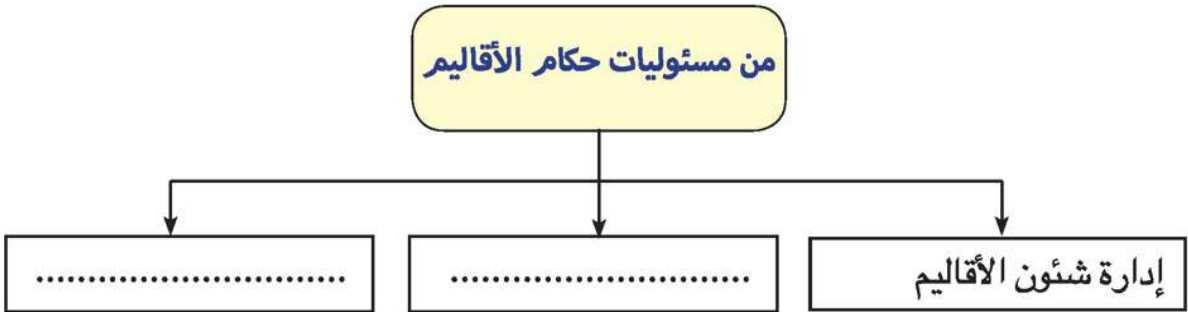 من مسئوليات حكام الأقاليم
إدارة شئون الأقاليم
..............................
..............................